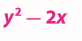 y² — 2x